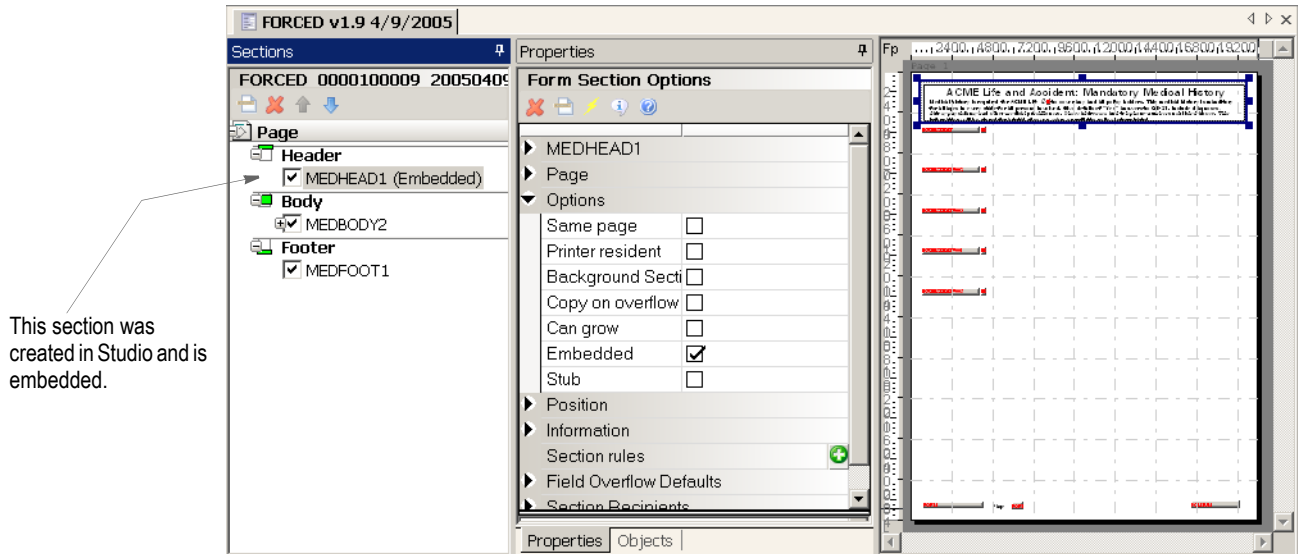 FORCED v1.9 4/9/2005
Sections
FORCED 0000100009 20050409
Page
Header
MEDHEAD1 (Embedded)
Body
MEDBODY2
Footer
MEDFOOT1
This section was
created in Studio and is
embedded.
Properties
Form Section Options
MEDHEAD1
Page
Options
Same page
Printer resident
Background Secti
Copy on overflow
Can grow
Embedded
Stub
Position
Information
Section rules
Field Overflow Defaults
Section Recipients
Properties Objects
Fp ...2400 4800 7200 9600 12000 14400 16800 19200
Page 1
ACME Life and Accident: Mandatory Medical History